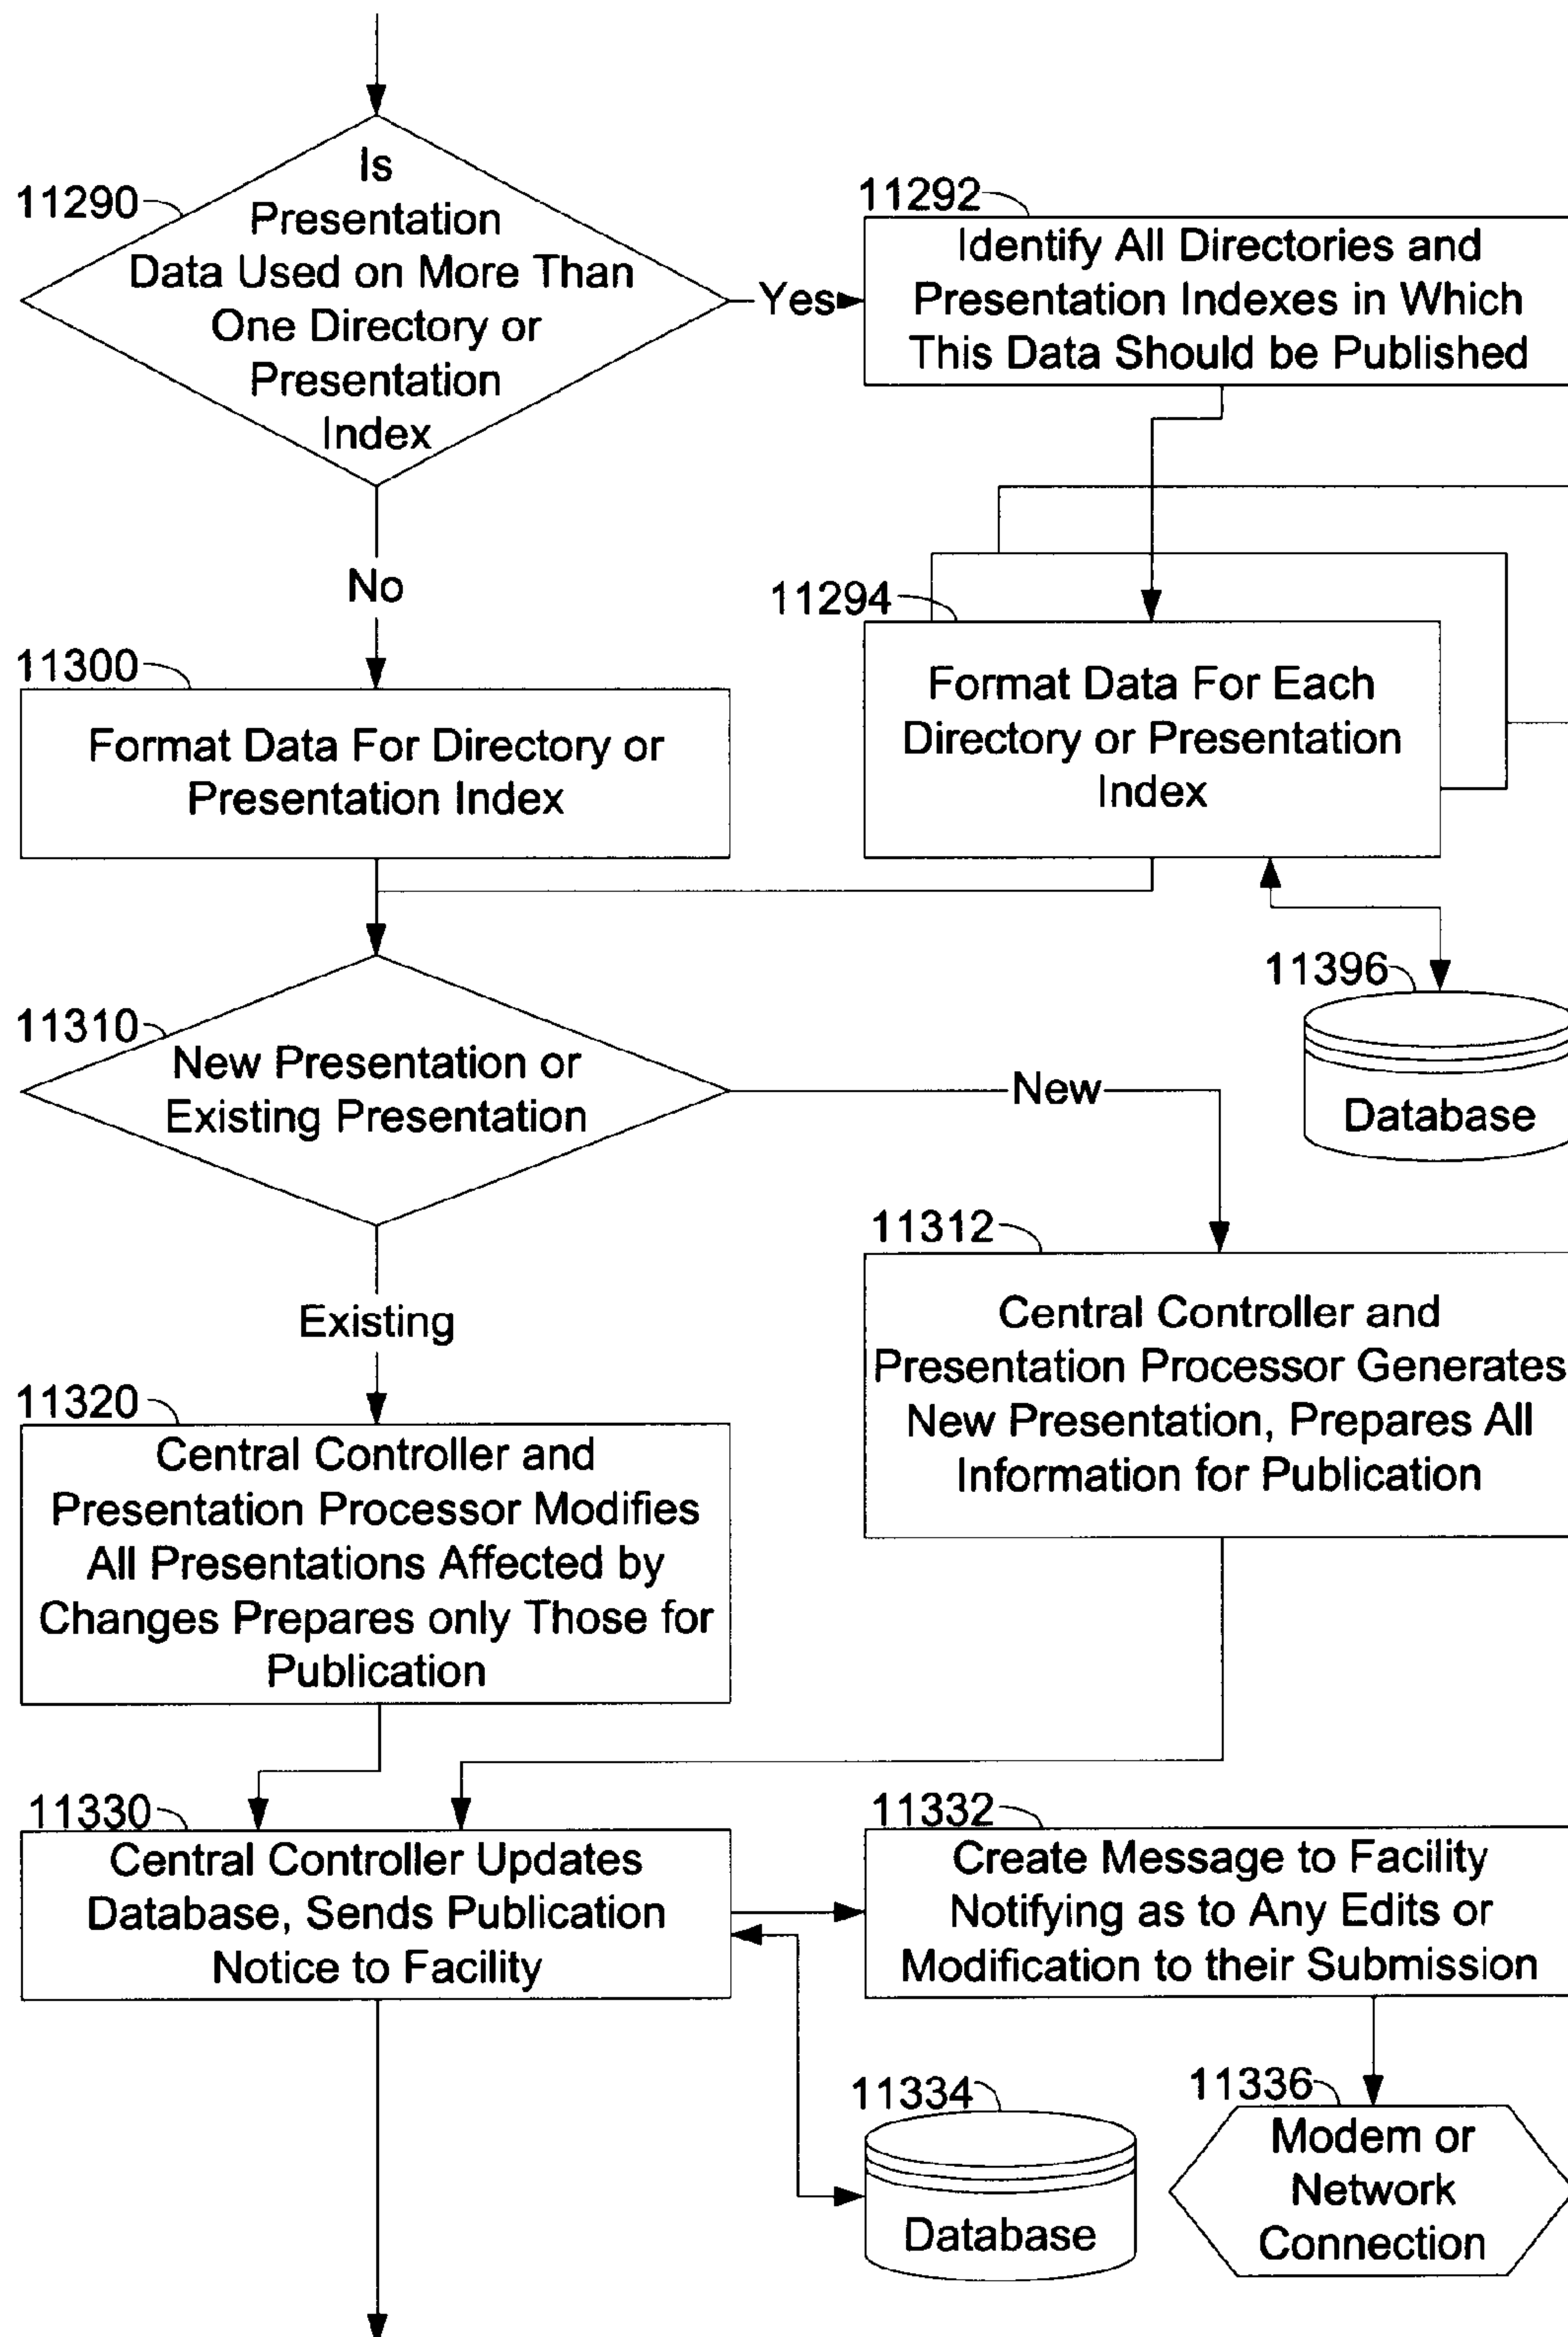 11290
Is
Presentation
Data Used on More Than
One Directory or
Presentation
Index
Yes
11292
Identify All Directories and
Presentation Indexes in Which
This Data Should be Published
No
11294
Format Data For Each
Directory or Presentation
Index
11300
Format Data For Directory or
Presentation Index
11396
Database
11310
New Presentation or
Existing Presentation
New
11312
Central Controller and
Presentation Processor Generates
New Presentation, Prepares All
Information for Publication
Existing
11320
Central Controller and
Presentation Processor Modifies
All Presentations Affected by
Changes Prepares only Those for
Publication
11330
Central Controller Updates
Database, Sends Publication
Notice to Facility
11332
Create Message to Facility
Notifying as to Any Edits or
Modification to their Submission
11334
Database
11336
Modem or
Network
Connection